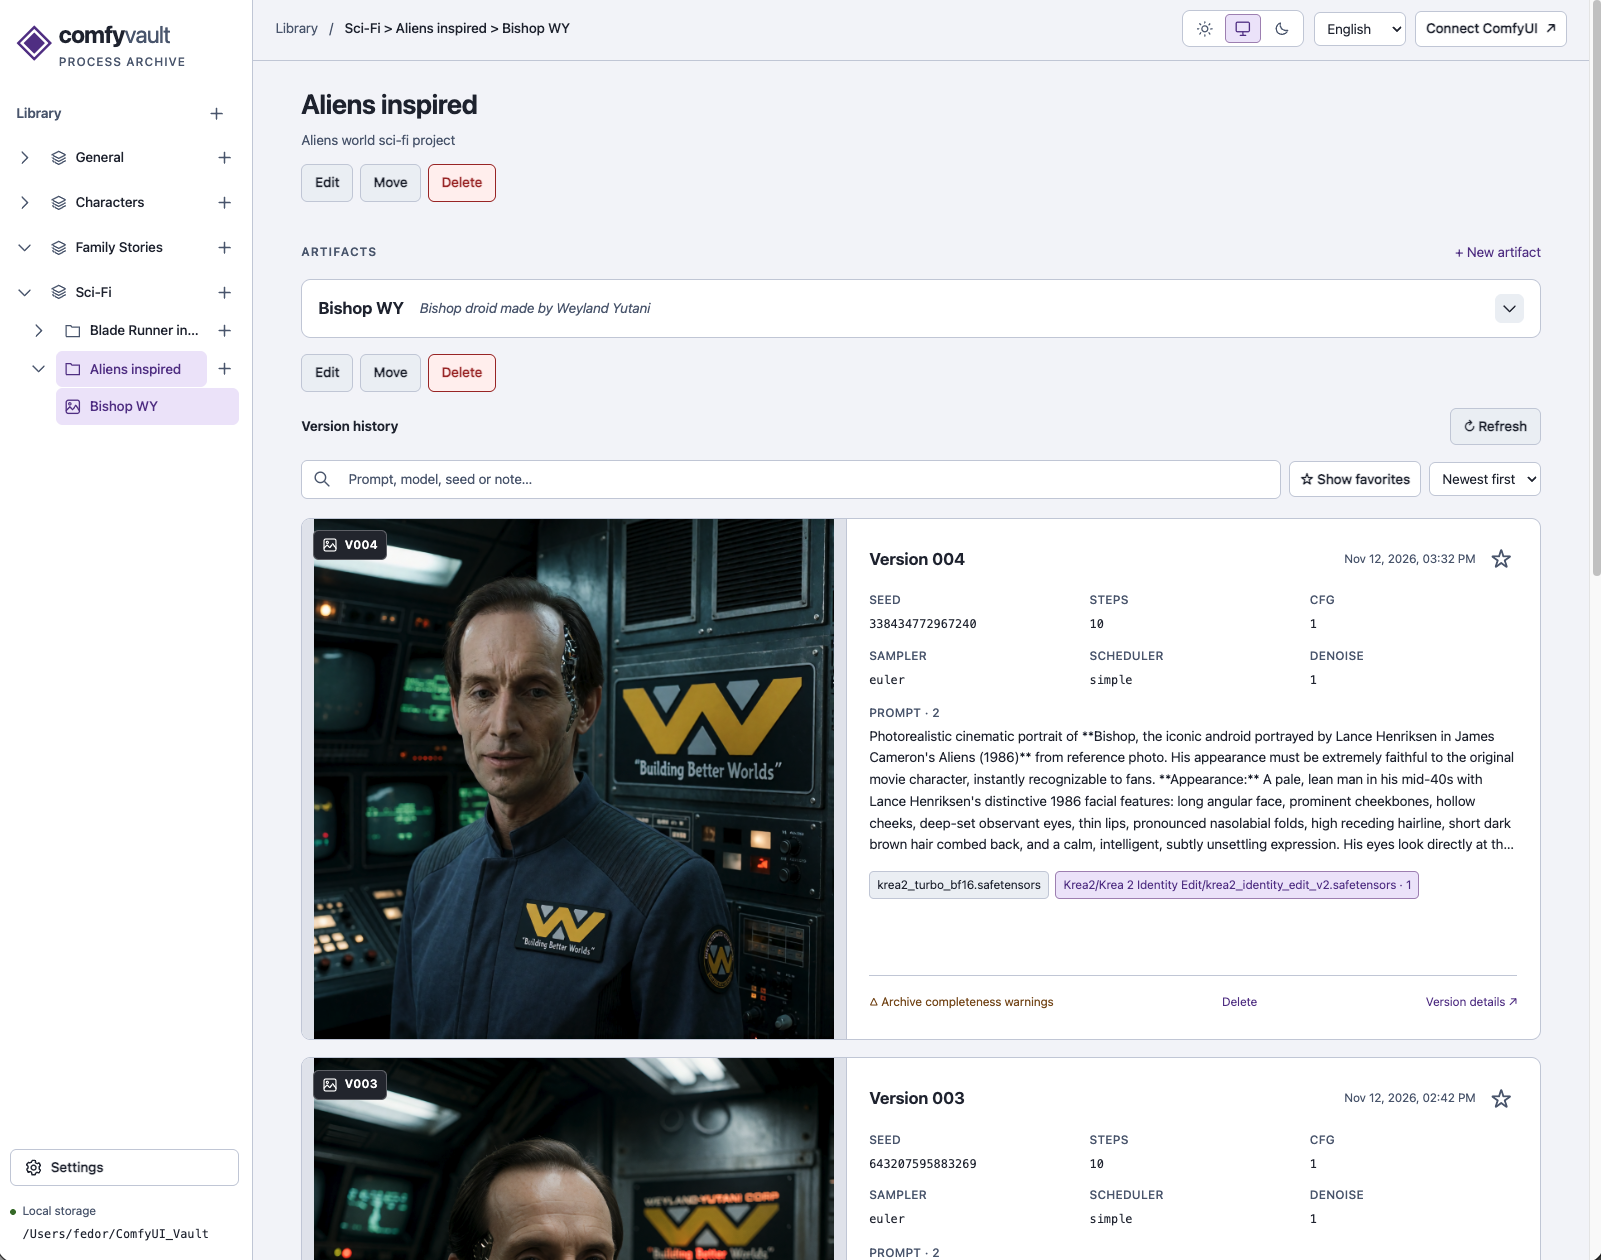 comfyvault
PROCESS ARCHIVE
Library
General
Characters
Family Stories
Sci-Fi
Blade Runner in...
Aliens inspired
Bishop WY
Settings
Local storage
/Users/fedor/ComfyUI_Vault
Library / Sci-Fi > Aliens inspired > Bishop WY
English
Connect ComfyUI ↗
Aliens inspired
Aliens world sci-fi project
Edit
Move
Delete
ARTIFACTS
+ New artifact
Bishop WY Bishop droid made by Weyland Yutani
Edit
Move
Delete
Version history
Refresh
Prompt, model, seed or note...
Show favorites
Newest first
V004
"Building Better Worlds"
"Building Better Worlds"
Version 004
Nov 12, 2026, 03:32 PM
SEED STEPS CFG
338434772967240 10 1
SAMPLER SCHEDULER DENOISE
euler simple 1
PROMPT · 2
Photorealistic cinematic portrait of **Bishop, the iconic android portrayed by Lance Henriksen in James
Cameron's Aliens (1986)** from reference photo. His appearance must be extremely faithful to the original
movie character, instantly recognizable to fans. **Appearance:** A pale, lean man in his mid-40s with
Lance Henriksen's distinctive 1986 facial features: long angular face, prominent cheekbones, hollow
cheeks, deep-set observant eyes, thin lips, pronounced nasolabial folds, high receding hairline, short dark
brown hair combed back, and a calm, intelligent, subtly unsettling expression. His eyes look directly at th...
krea2_turbo_bf16.safetensors
Krea2/Krea 2 Identity Edit/krea2_identity_edit_v2.safetensors · 1
Archive completeness warnings
Delete
Version details ↗
V003
WEYLAND-YUTANI CORP
"Building Better Worlds"
Version 003
Nov 12, 2026, 02:42 PM
SEED STEPS CFG
643207595883269 10 1
SAMPLER SCHEDULER DENOISE
euler simple 1
PROMPT · 2